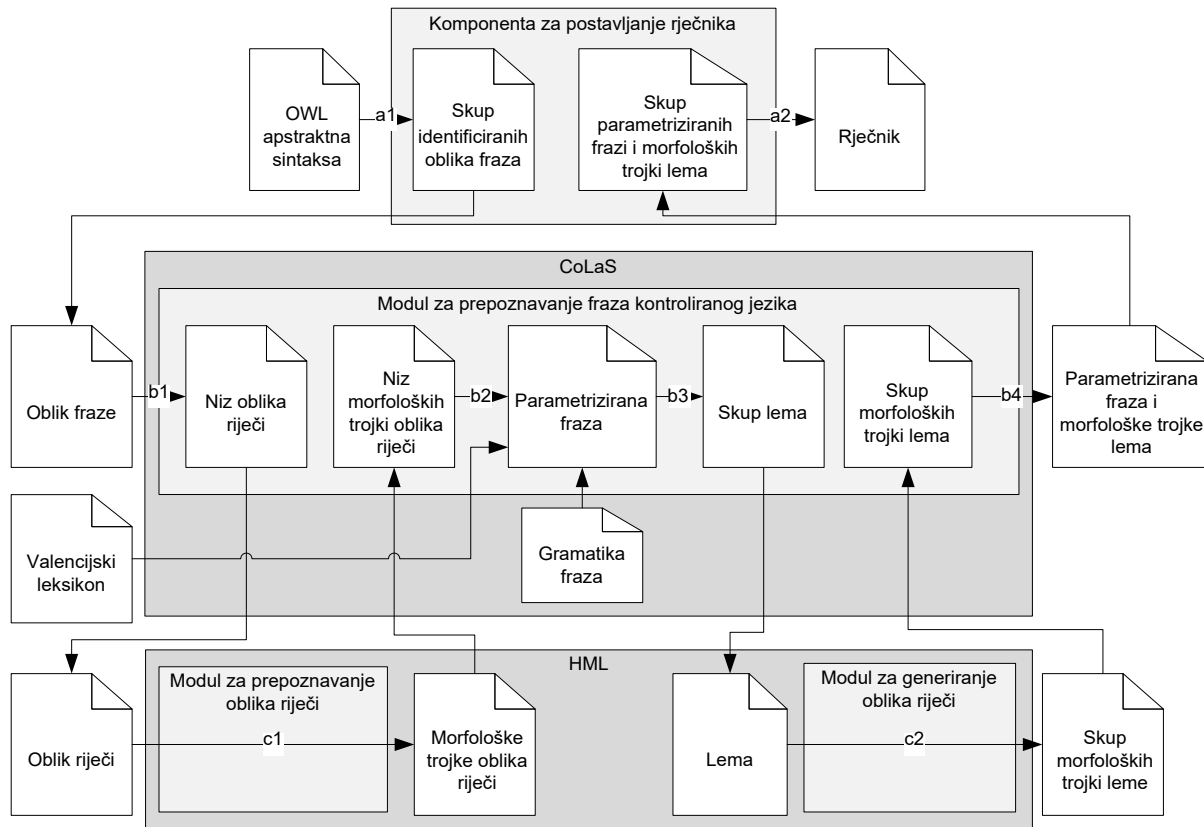 Komponenta za postavljanje rječnika
OWL
apstraktna
sintaksa
a1
Skup
identificiranih
oblika fraza
Skup
parametriziranih
frazi i morfoloških
trojki lema
a2
Rječnik
CoLaS
Modul za prepoznavanje fraza kontroliranog jezika
Oblik fraze
b1
Niz oblika
riječi
Niz
morfoloških
trojki oblika
riječi
b2
Parametrizirana
fraza
b3
Skup lema
Skup
morfoloških
trojki lema
b4
Parametrizirana
fraza i
morfološke trojke
lema
Valencijski
leksikon
Gramatika
fraza
HML
Oblik riječi
Modul za prepoznavanje
oblika riječi
c1
Morfološke
trojke oblika
riječi
Lema
Modul za generiranje
oblika riječi
c2
Skup
morfoloških
trojki leme